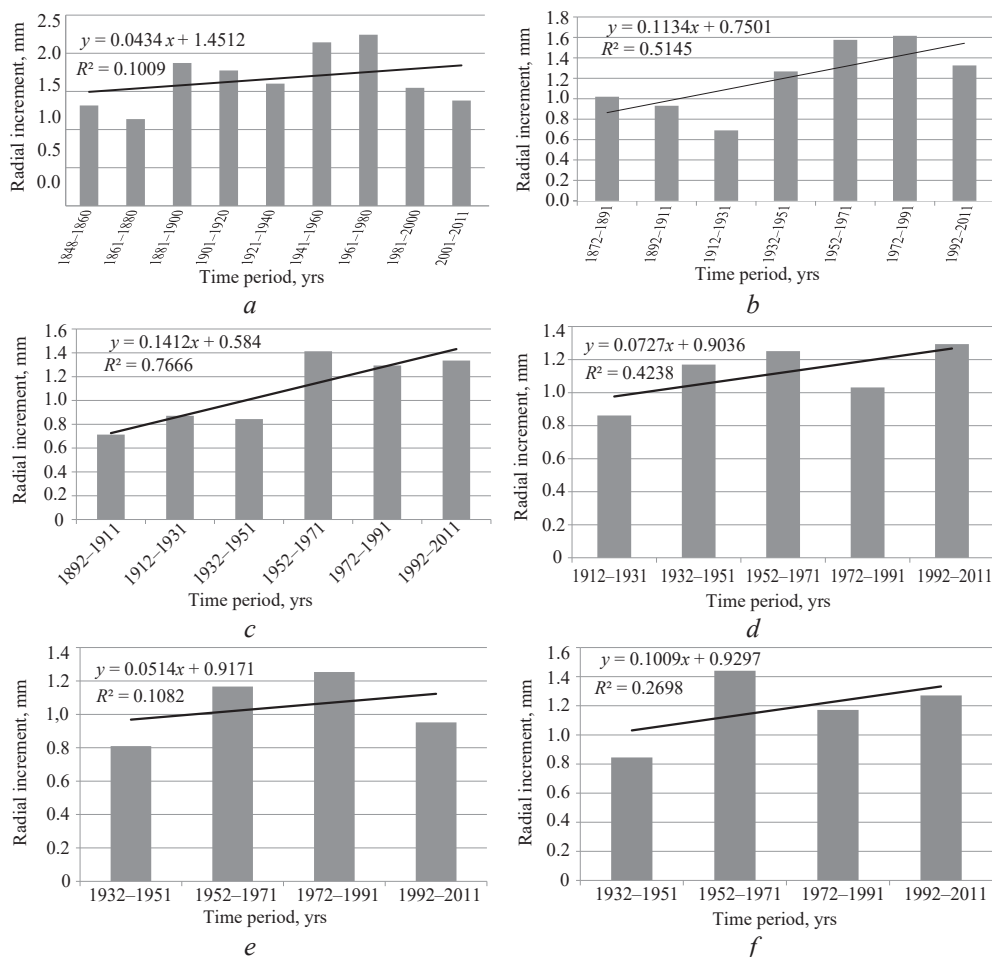 2.5
2.0
1.5
1.0
0.5
0.0
Radial increment, mm
y = 0.0434 x + 1.4512
R² = 0.1009
1848–1860
1861–1880
1881–1900
1901–1920
1921–1940
1941–1960
1961–1980
1981–2000
2001–2011
Time period, yrs
a
1.8
1.6
1.4
1.2
1.0
0.8
0.6
0.4
0.2
0.0
Radial increment, mm
y = 0.1134x + 0.7501
R² = 0.5145
1872–1891
1892–1911
1912–1931
1932–1951
1952–1971
1972–1991
1992–2011
Time period, yrs
b
1.6
1.4
1.2
1.0
0.8
0.6
0.4
0.2
0
Radial increment, mm
y = 0.1412x + 0.584
R² = 0.7666
1892–1911
1912–1931
1932–1951
1952–1971
1972–1991
1992–2011
Time period, yrs
c
1.4
1.2
1.0
0.8
0.6
0.4
0.2
0
Radial increment, mm
y = 0.0727x + 0.9036
R² = 0.4238
1912–1931
1932–1951
1952–1971
1972–1991
1992–2011
Time period, yrs
d
1.4
1.2
1.0
0.8
0.6
0.4
0.2
0
Radial increment, mm
y = 0.0514x + 0.9171
R² = 0.1082
1932–1951
1952–1971
1972–1991
1992–2011
Time period, yrs
e
1.6
1.4
1.2
1.0
0.8
0.6
0.4
0.2
0
Radial increment, mm
y = 0.1009x + 0.9297
R² = 0.2698
1932–1951
1952–1971
1972–1991
1992–2011
Time period, yrs
f